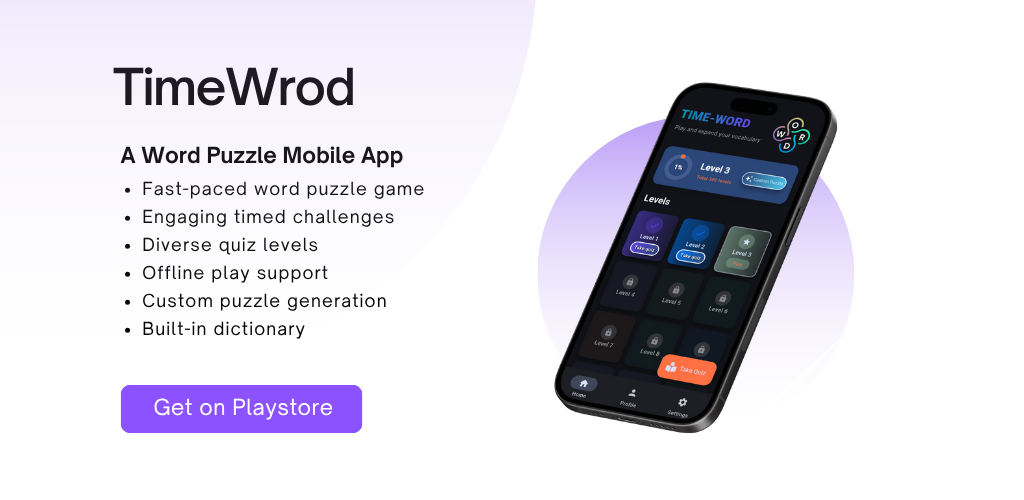 TimeWrod
A Word Puzzle Mobile App
• Fast-paced word puzzle game
• Engaging timed challenges
• Diverse quiz levels
• Offline play support
• Custom puzzle generation
• Built-in dictionary
Get on Playstore
TIME-WORD
Play and expand your vocabulary
W O R D
1%
Level 3
Total 380 levels
Custom Puzzle
Levels
Level 1
Take quiz
Level 2
Take quiz
Level 3
Level 4
Level 5
Level 6
Level 7
Level 8
Take Quiz
Home
Profile
Settings